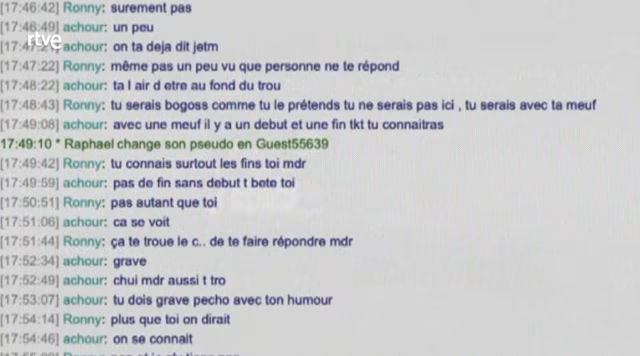 [17:46:42] Ronny: surement pas
[17:46:49] achour: un peu
rtve
achour: on ta deja dit jetm
[17:47:22] Ronny: même pas un peu vu que personne ne te répond
[17:48:22] achour: ta l air d etre au fond du trou
[17:48:43] Ronny: tu serais bogoss comme tu le prétends tu ne serais pas ici , tu serais avec ta meuf
[17:49:08] achour: avec une meuf il y a un debut et une fin tkt tu connaitras
17:49:10 * Raphael change son pseudo en Guest55639
[17:49:42] Ronny: tu connais surtout les fins toi mdr
[17:49:59] achour: pas de fin sans debut t bete toi
[17:50:51] Ronny: pas autant que toi
[17:51:06] achour: ca se voit
[17:51:44] Ronny: ça te troue le c.. de te faire répondre mdr
[17:52:34] achour: grave
[17:52:49] achour: chui mdr aussi t tro
[17:53:07] achour: tu dois grave pecho avec ton humour
[17:54:14] Ronny: plus que toi on dirait
[17:54:46] achour: on se connait